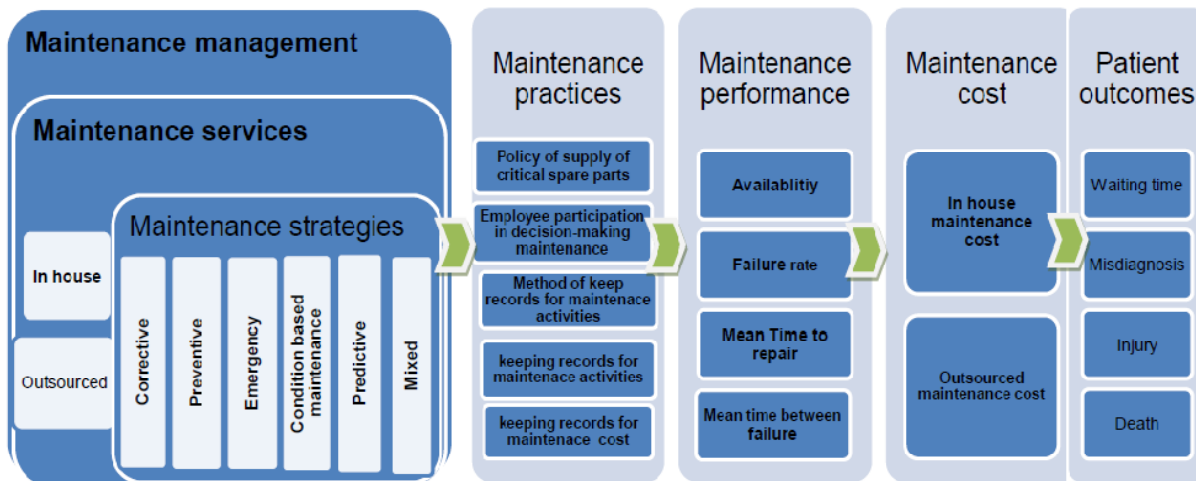 Maintenance management
Maintenance services
Maintenance strategies
In house
Outsourced
Corrective
Preventive
Emergency
Condition based
maintenance
Predictive
Mixed
Maintenance
practices
Policy of supply of
critical spare parts
Employee participation
in decision-making
maintenance
Method of keep
records for maintenace
activities
keeping records for
maintenace activities
keeping records for
maintenace cost
Maintenance
performance
Availablitiy
Failure rate
Mean Time to
repair
Mean time between
failure
Maintenance
cost
In house
maintenance
cost
Outsourced
maintenance cost
Patient
outcomes
Waiting time
Misdiagnosis
Injury
Death